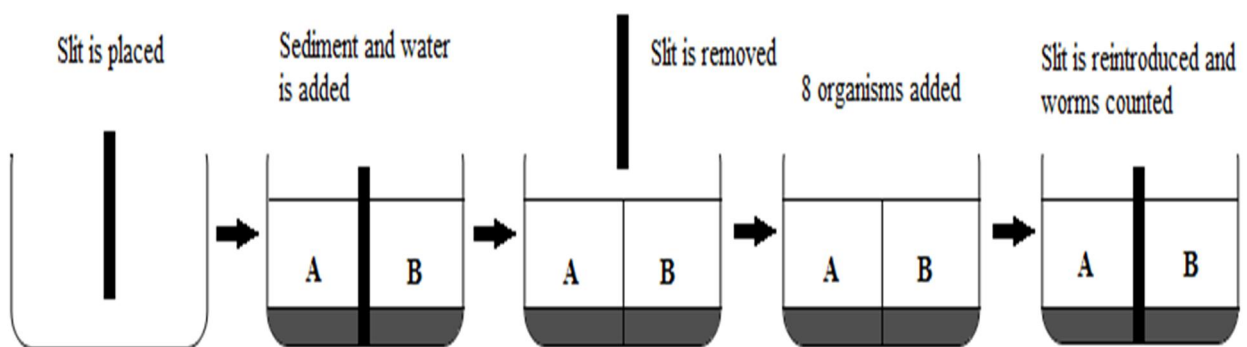 Slit is placed
Sediment and water
is added
Slit is removed
8 organisms added
Slit is reintroduced and
worms counted
A
B
A
B
A
B
A
B